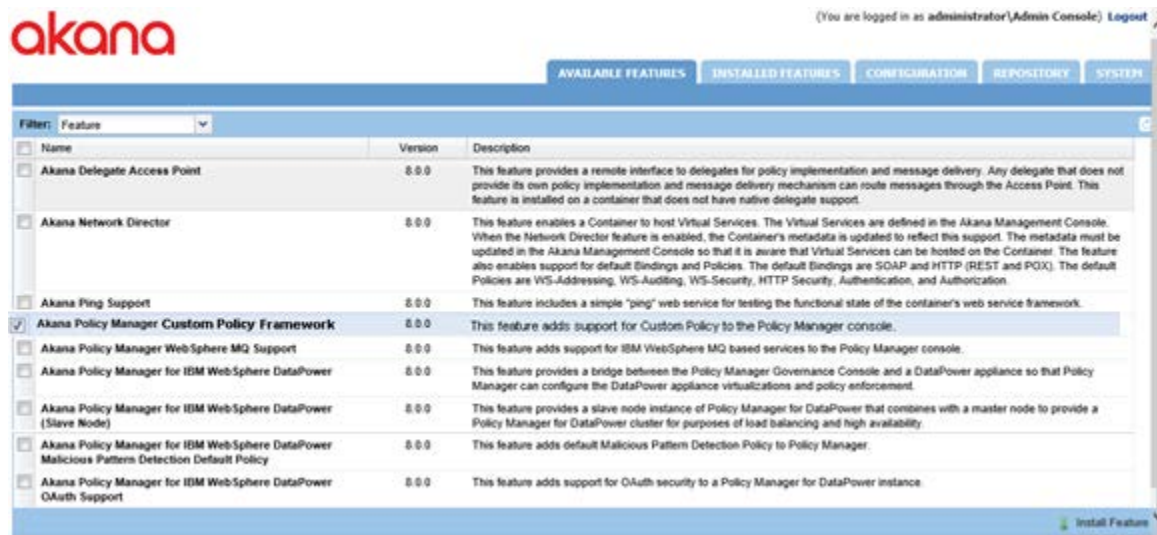 (You are logged in as administrator\Admin Console) Logout
akana
AVAILABLE FEATURES INSTALLED FEATURES CONFIGURATION REPOSITORY SYSTEM
Filter: Feature
Name Version Description
Akana Delegate Access Point 8.0.0 This feature provides a remote interface to delegates for policy implementation and message delivery. Any delegate that does not
provide its own policy implementation and message delivery mechanism can route messages through the Access Point. This
feature is installed on a container that does not have native delegate support.
Akana Network Director 8.0.0 This feature enables a Container to host Virtual Services. The Virtual Services are defined in the Akana Management Console.
When the Network Director feature is enabled, the Container's metadata is updated to reflect this support. The metadata must be
updated in the Akana Management Console so that it is aware that Virtual Services can be hosted on the Container. The feature
also enables support for default Bindings and Policies. The default Bindings are SOAP and HTTP (REST and POX). The default
Policies are WS-Addressing, WS-Auditing, WS-Security, HTTP Security, Authentication, and Authorization.
Akana Ping Support 8.0.0 This feature includes a simple "ping" web service for testing the functional state of the container's web service framework.
Akana Policy Manager Custom Policy Framework 8.0.0 This feature adds support for Custom Policy to the Policy Manager console.
Akana Policy Manager WebSphere MQ Support 8.0.0 This feature adds support for IBM WebSphere MQ based services to the Policy Manager console.
Akana Policy Manager for IBM WebSphere DataPower 8.0.0 This feature provides a bridge between the Policy Manager Governance Console and a DataPower appliance so that Policy
Manager can configure the DataPower appliance virtualizations and policy enforcement.
Akana Policy Manager for IBM WebSphere DataPower 8.0.0 This feature provides a slave node instance of Policy Manager for DataPower that combines with a master node to provide a
(Slave Node) Policy Manager for DataPower cluster for purposes of load balancing and high availability.
Akana Policy Manager for IBM WebSphere DataPower 8.0.0 This feature adds default Malicious Pattern Detection Policy to Policy Manager.
Malicious Pattern Detection Default Policy
Akana Policy Manager for IBM WebSphere DataPower 8.0.0 This feature adds support for OAuth security to a Policy Manager for DataPower instance.
OAuth Support
Install Feature